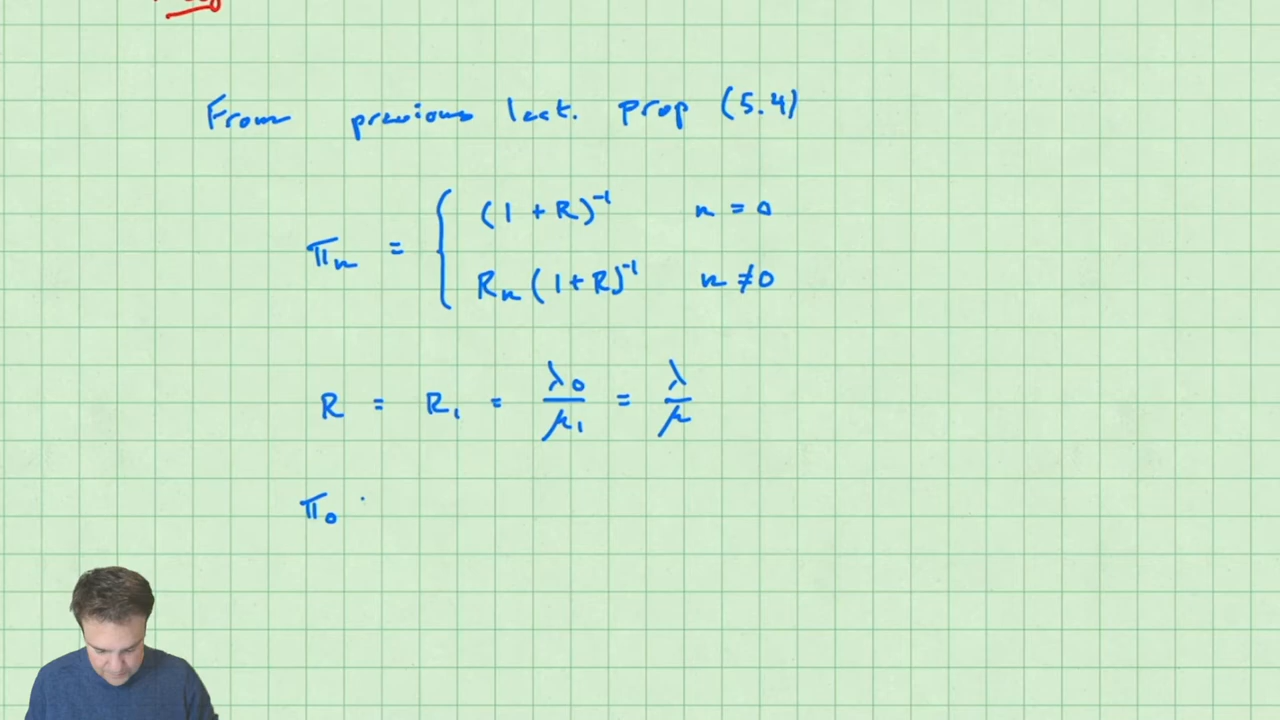 From previous lect. prop (5.4)
πₙ = { (1 + R)⁻¹ n = 0
Rₙ (1 + R)⁻¹ n ≠ 0
R = R₁ = λ₀/μ₁ = λ/μ
π₀